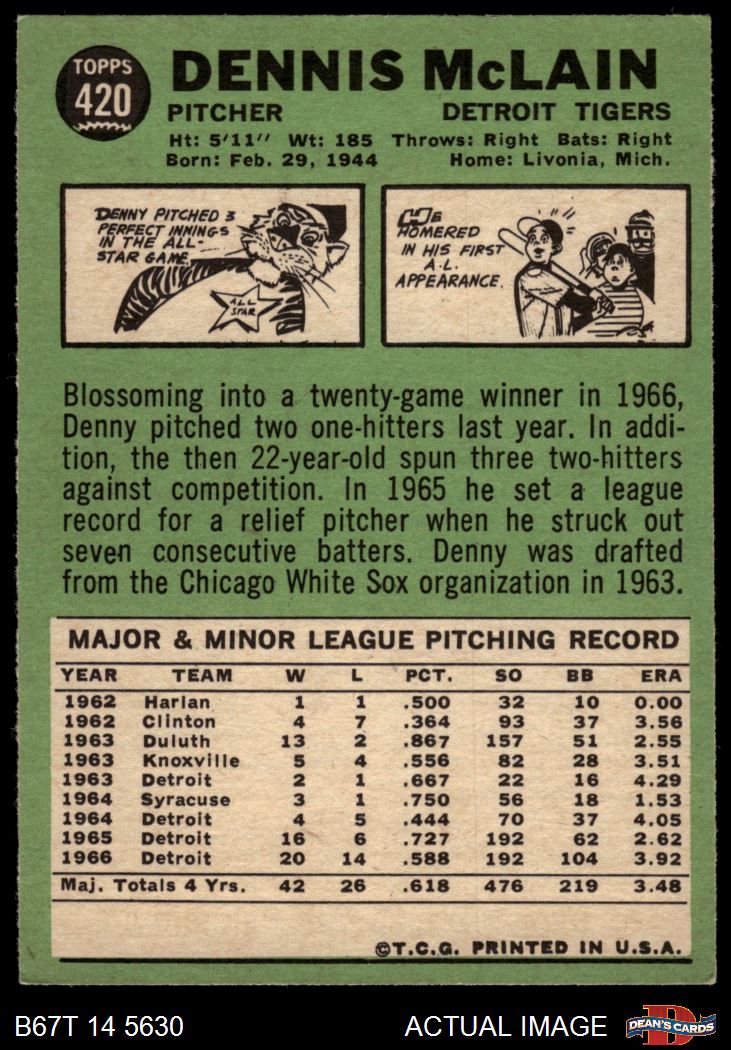 TOPPS
420
DENNIS McLAIN
PITCHER DETROIT TIGERS
Ht: 5'11" Wt: 185 Throws: Right Bats: Right
Born: Feb. 29, 1944 Home: Livonia, Mich.
DENNY PITCHED 3
PERFECT INNINGS
IN THE ALL-
STAR GAME.
ALL
STAR
HE
HOMERED
IN HIS FIRST
A.L.
APPEARANCE.
Blossoming into a twenty-game winner in 1966,
Denny pitched two one-hitters last year. In addi-
tion, the then 22-year-old spun three two-hitters
against competition. In 1965 he set a league
record for a relief pitcher when he struck out
seven consecutive batters. Denny was drafted
from the Chicago White Sox organization in 1963.
MAJOR & MINOR LEAGUE PITCHING RECORD
YEAR TEAM W L PCT. SO BB ERA
1962 Harlan 1 1 .500 32 10 0.00
1962 Clinton 4 7 .364 93 37 3.56
1963 Duluth 13 2 .867 157 51 2.55
1963 Knoxville 5 4 .556 82 28 3.51
1963 Detroit 2 1 .667 22 16 4.29
1964 Syracuse 3 1 .750 56 18 1.53
1964 Detroit 4 5 .444 70 37 4.05
1965 Detroit 16 6 .727 192 62 2.62
1966 Detroit 20 14 .588 192 104 3.92
Maj. Totals 4 Yrs. 42 26 .618 476 219 3.48
©T.C.G. PRINTED IN U.S.A.
B67T 14 5630 ACTUAL IMAGE
D
DEAN'S CARDS